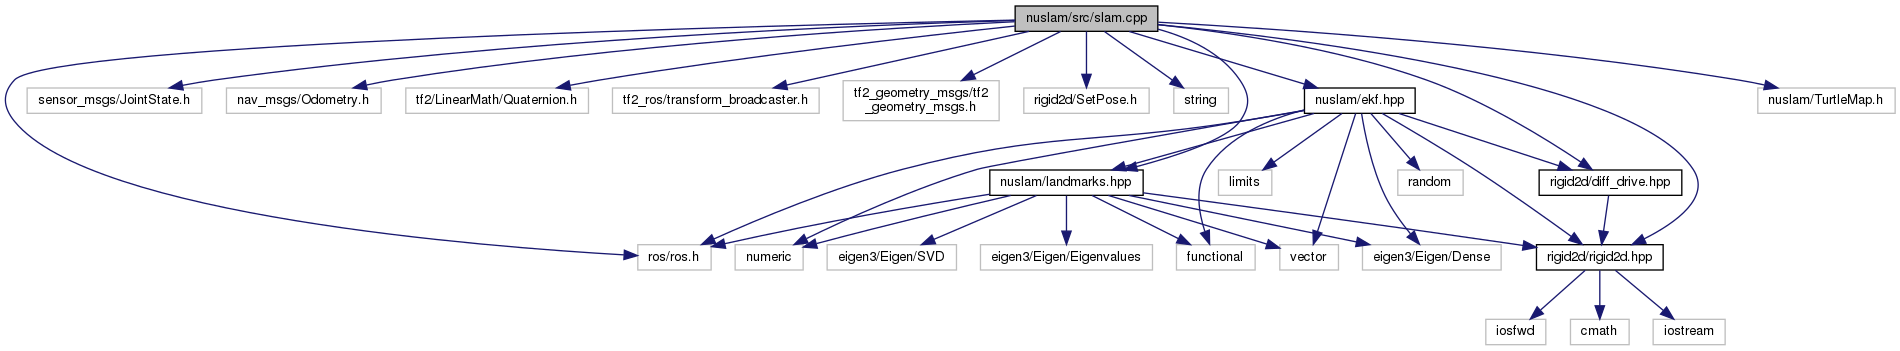 nuslam/src/slam.cpp
sensor_msgs/JointState.h
nav_msgs/Odometry.h
tf2/LinearMath/Quaternion.h
tf2_ros/transform_broadcaster.h
tf2_geometry_msgs/tf2
_geometry_msgs.h
rigid2d/SetPose.h
string
nuslam/ekf.hpp
nuslam/TurtleMap.h
nuslam/landmarks.hpp
limits
random
rigid2d/diff_drive.hpp
ros/ros.h
numeric
eigen3/Eigen/SVD
eigen3/Eigen/Eigenvalues
functional
vector
eigen3/Eigen/Dense
rigid2d/rigid2d.hpp
iosfwd
cmath
iostream